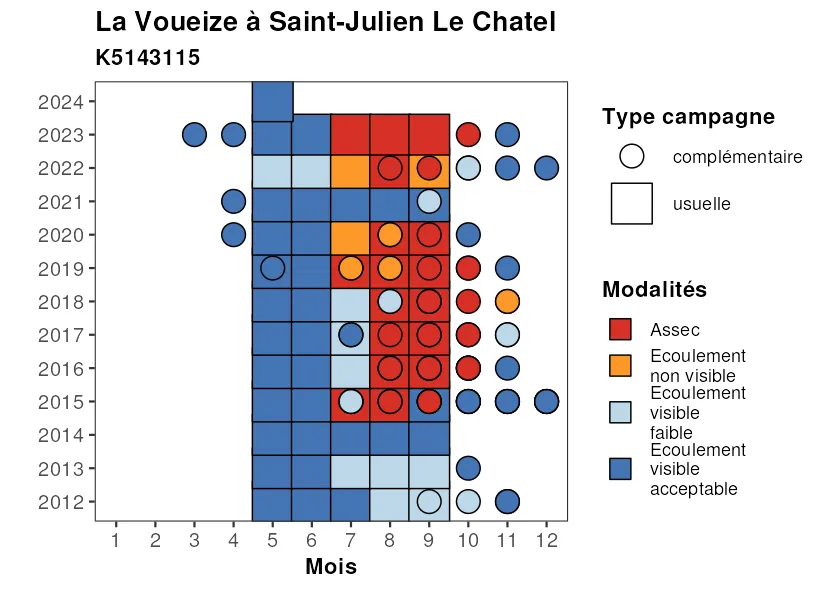 La Voueize à Saint-Julien Le Chatel
K5143115
2024
2023
2022
2021
2020
2019
2018
2017
2016
2015
2014
2013
2012
1 2 3 4 5 6 7 8 9 10 11 12
Mois
Type campagne
complémentaire
usuelle
Modalités
Assec
Ecoulement
non visible
Ecoulement
visible
faible
Ecoulement
visible
acceptable